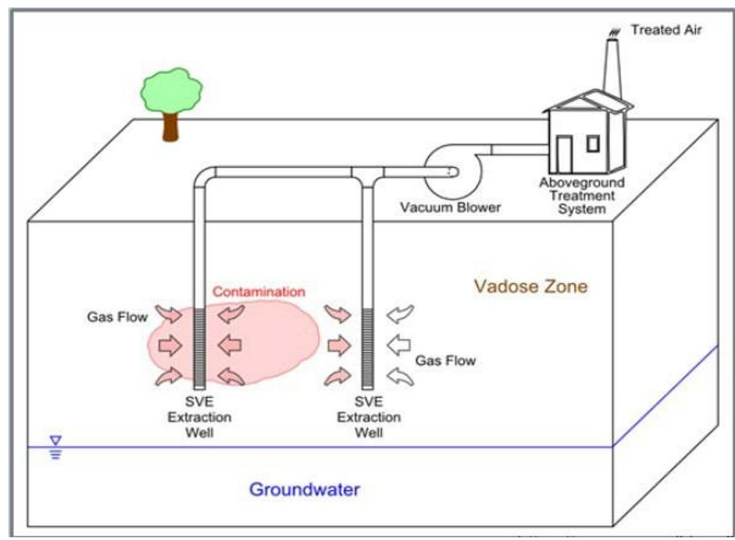 Treated Air
Aboveground
Treatment
System
Vacuum Blower
Contamination
Vadose Zone
Gas Flow
Gas Flow
SVE
Extraction
Well
SVE
Extraction
Well
Groundwater